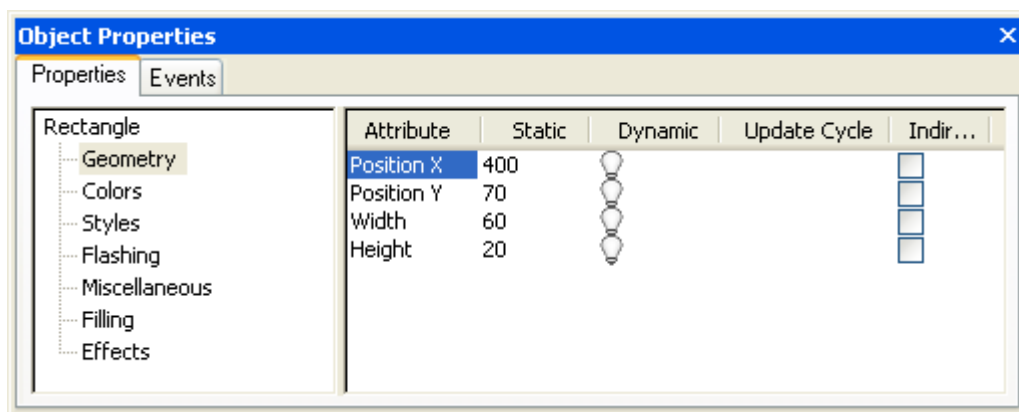 Object Properties
Properties Events
Rectangle
Geometry
Colors
Styles
Flashing
Miscellaneous
Filling
Effects
Attribute Static Dynamic Update Cycle Indir...
Position X 400
Position Y 70
Width 60
Height 20